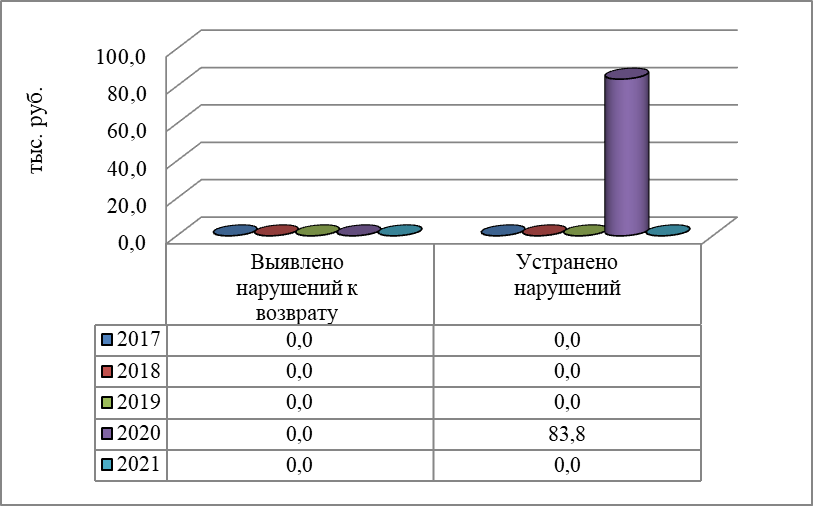 тыс. руб.
100,0
80,0
60,0
40,0
20,0
0,0
Выявлено
нарушений к
возврату
Устранено
нарушений
2017 0,0 0,0
2018 0,0 0,0
2019 0,0 0,0
2020 0,0 83,8
2021 0,0 0,0